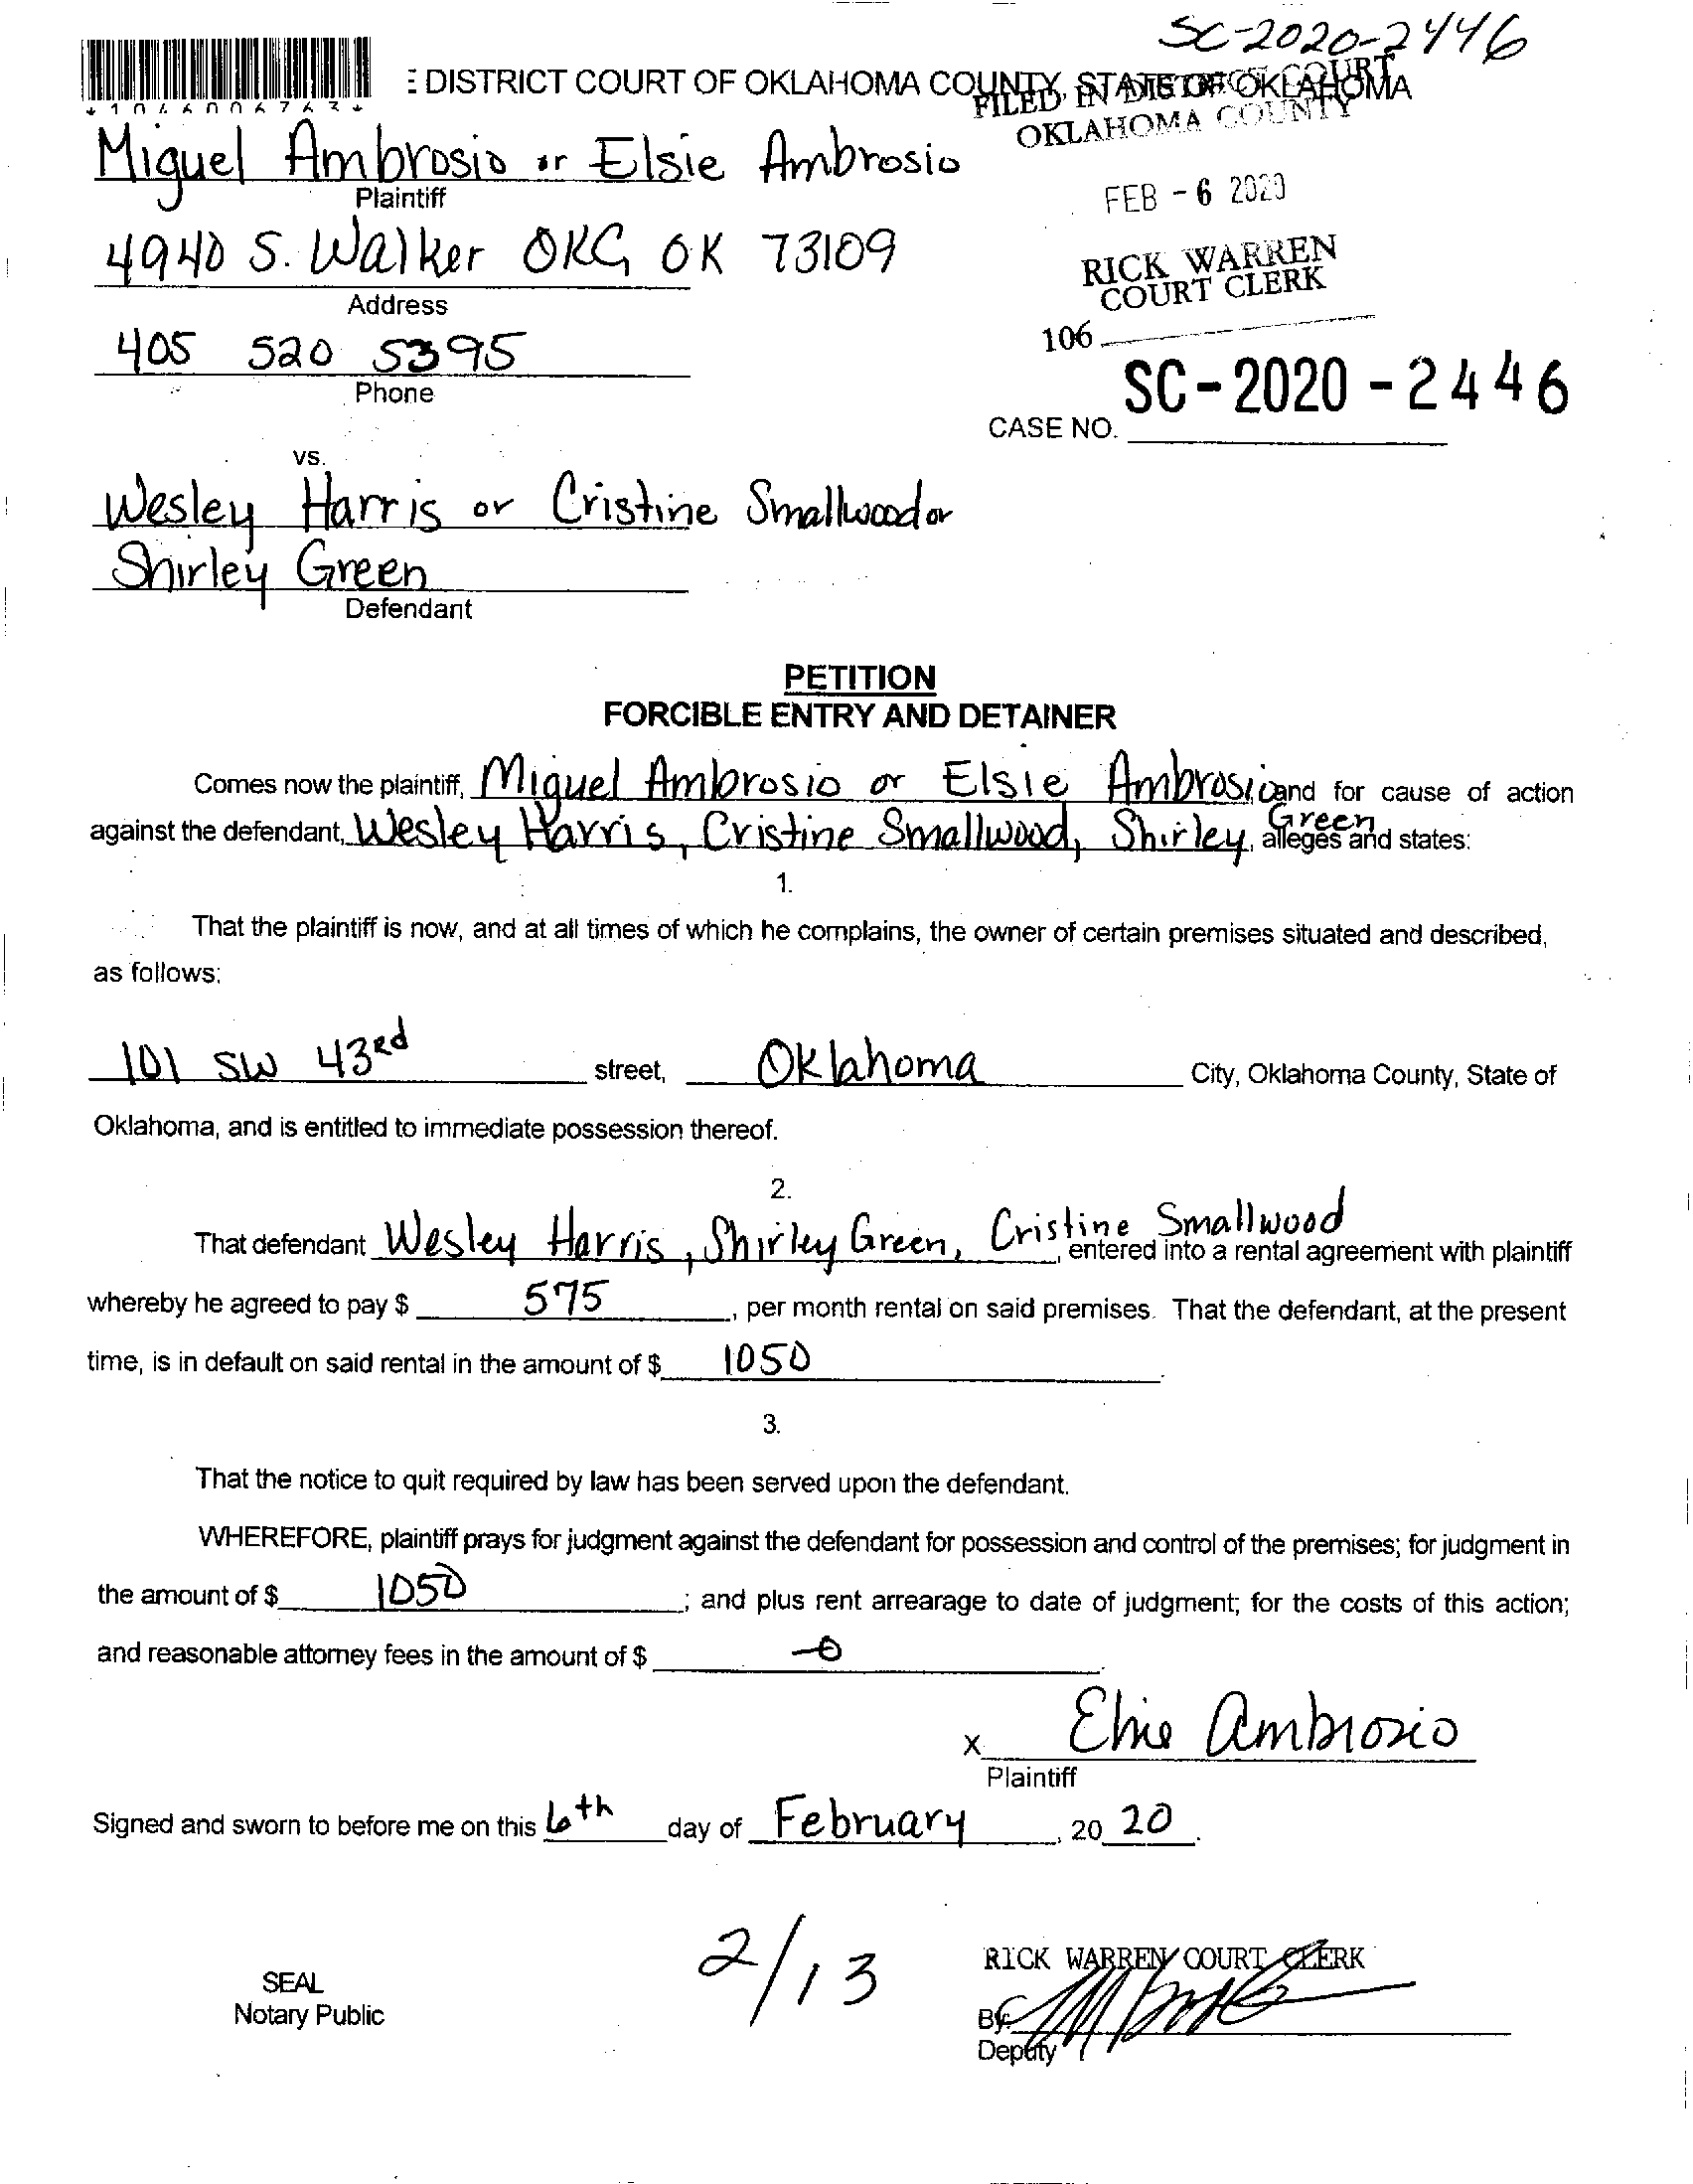 SC-2020-2446
DISTRICT COURT OF OKLAHOMA COUNTY, STATE OF OKLAHOMA
FILED IN DISTRICT COURT
OKLAHOMA COUNTY
*1046006763*
Miguel Ambrosio or Elsie Ambrosio
Plaintiff
FEB - 6 2020
4940 S. Walker OKC, OK 73109
Address
RICK WARREN
COURT CLERK
106
405 520 5395
Phone
SC-2020-2446
CASE NO.
vs.
Wesley Harris or Cristine Smallwood or
Shirley Green
Defendant
PETITION
FORCIBLE ENTRY AND DETAINER
Comes now the plaintiff, Miguel Ambrosio or Elsie Ambrosio and for cause of action
against the defendant, Wesley Harris, Cristine Smallwood, Shirley Green, alleges and states:
1.
That the plaintiff is now, and at all times of which he complains, the owner of certain premises situated and described,
as follows:
101 SW 43rd street, Oklahoma City, Oklahoma County, State of
Oklahoma, and is entitled to immediate possession thereof.
2.
That defendant Wesley Harris, Shirley Green, Cristine Smallwood, entered into a rental agreement with plaintiff
whereby he agreed to pay $ 575, per month rental on said premises. That the defendant, at the present
time, is in default on said rental in the amount of $ 1050.
3.
That the notice to quit required by law has been served upon the defendant.
WHEREFORE, plaintiff prays for judgment against the defendant for possession and control of the premises; for judgment in
the amount of $ 1050; and plus rent arrearage to date of judgment; for the costs of this action;
and reasonable attorney fees in the amount of $ -0.
X Elsie Ambrosio
Plaintiff
Signed and sworn to before me on this 6th day of February, 20 20.
2/13
RICK WARREN COURT CLERK
SEAL
Notary Public
By:
Deputy